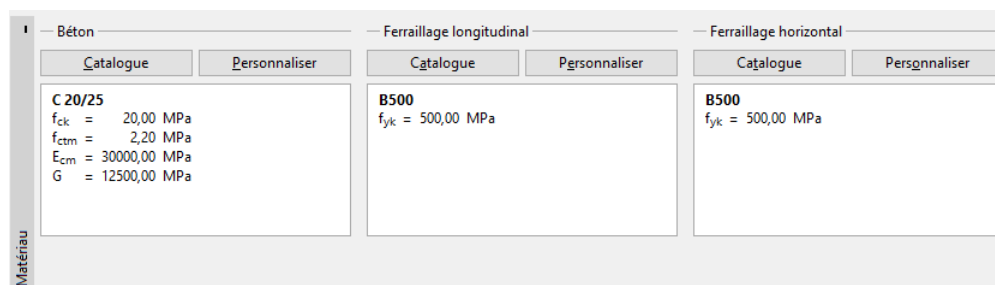 Béton
Catalogue Personnaliser
C 20/25
fck = 20,00 MPa
fctm = 2,20 MPa
Ecm = 30000,00 MPa
G = 12500,00 MPa
Ferraillage longitudinal
Catalogue Personnaliser
B500
fyk = 500,00 MPa
Ferraillage horizontal
Catalogue Personnaliser
B500
fyk = 500,00 MPa
Matériau